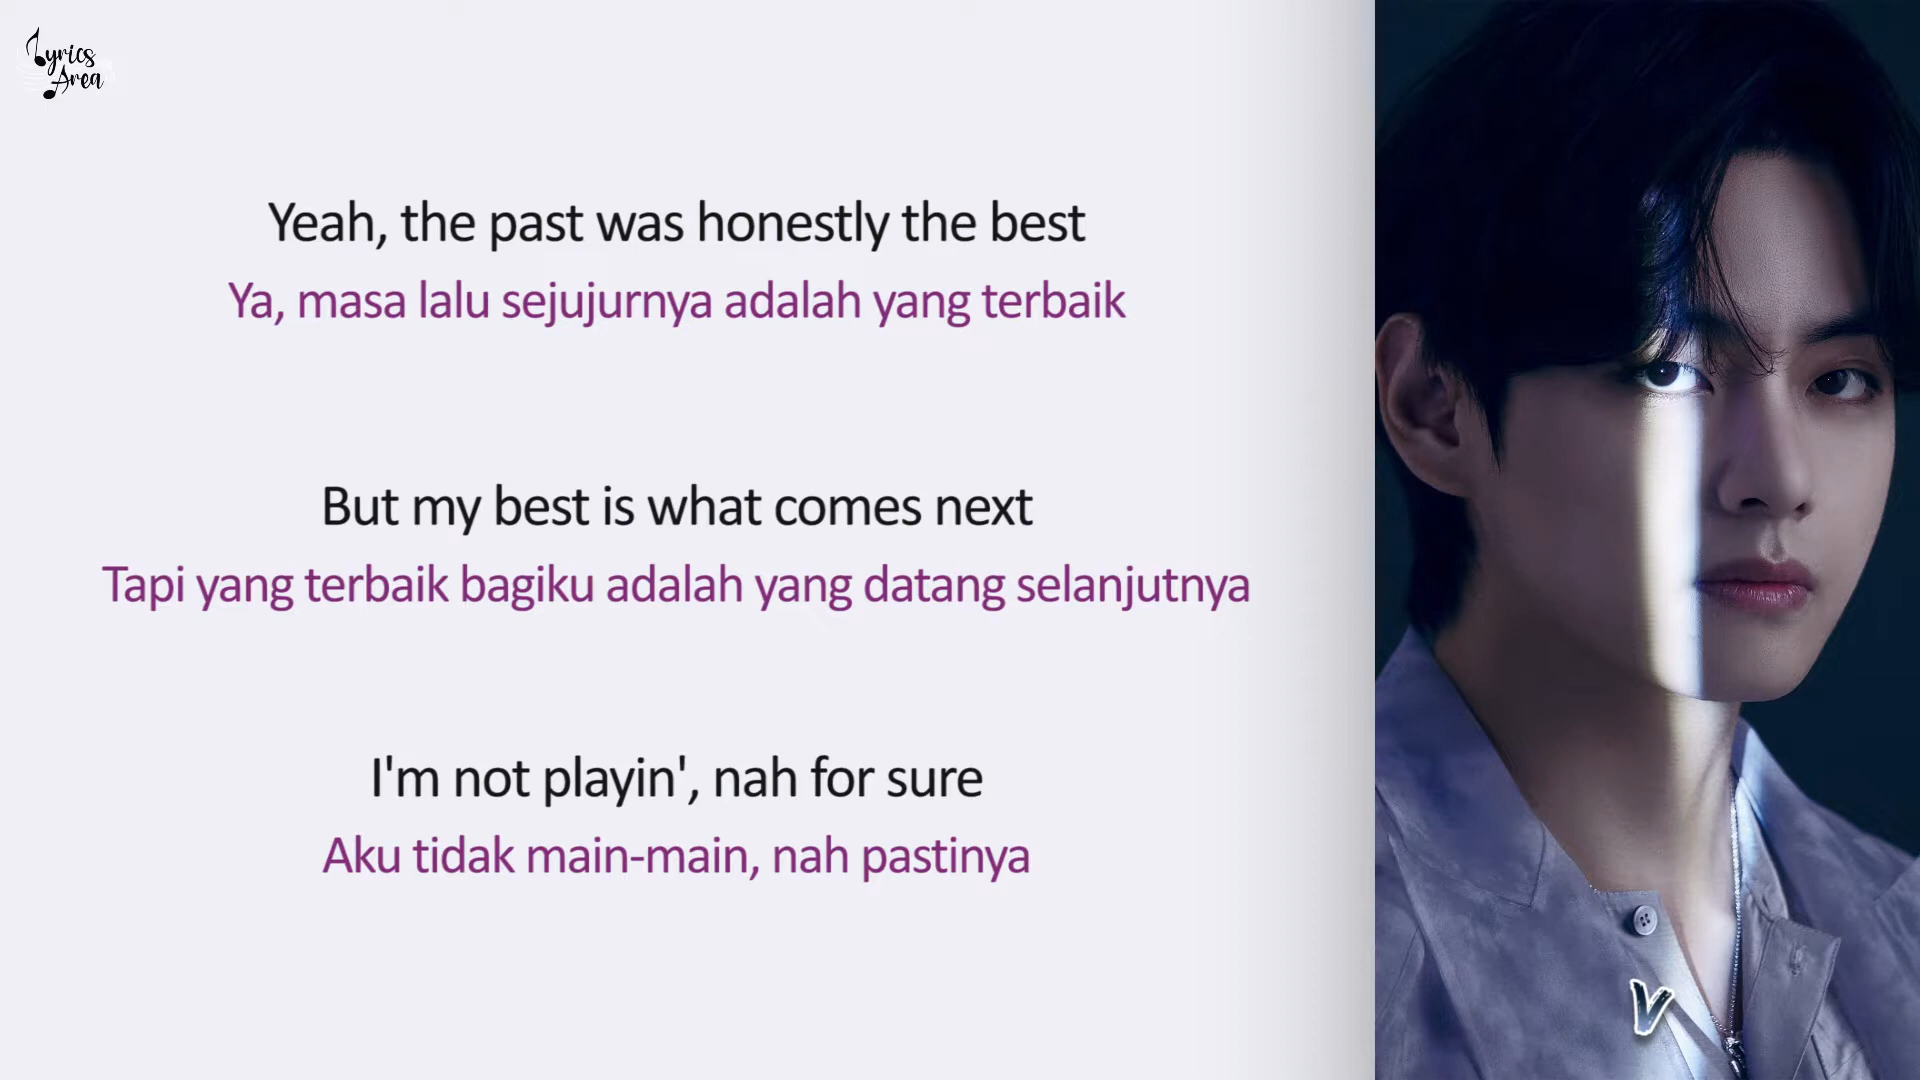 Lyrics
Area
Yeah, the past was honestly the best
Ya, masa lalu sejujurnya adalah yang terbaik
But my best is what comes next
Tapi yang terbaik bagiku adalah yang datang selanjutnya
I'm not playin', nah for sure
Aku tidak main-main, nah pastinya
V